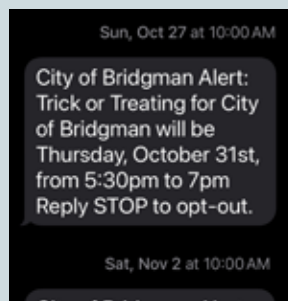 Sun, Oct 27 at 10:00 AM
City of Bridgman Alert:
Trick or Treating for City
of Bridgman will be
Thursday, October 31st,
from 5:30pm to 7pm
Reply STOP to opt-out.
Sat, Nov 2 at 10:00 AM